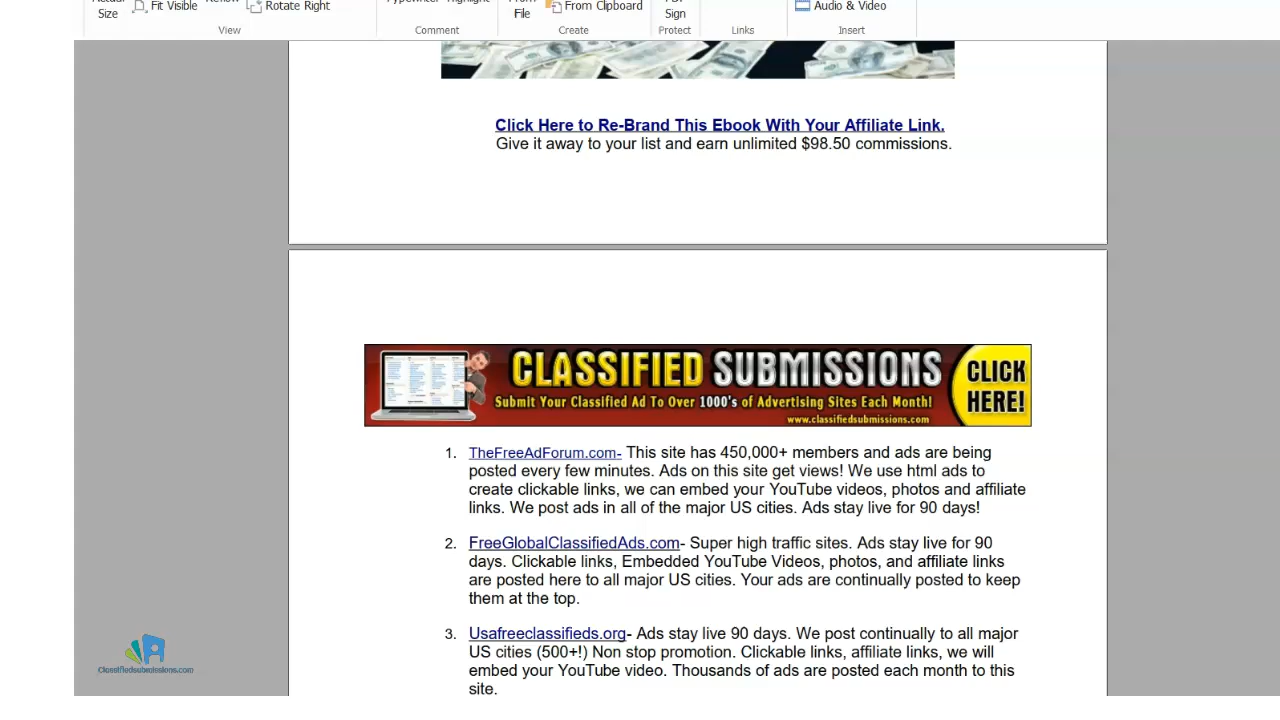 Size
Fit Visible
Rotate Right
View
Typewriter Highlight
Comment
File
From Clipboard
Create
Sign
Protect
Links
Audio & Video
Insert
Click Here to Re-Brand This Ebook With Your Affiliate Link.
Give it away to your list and earn unlimited $98.50 commissions.
CLASSIFIED SUBMISSIONS
Submit Your Classified Ad To Over 1000's of Advertising Sites Each Month!
www.classifiedsubmissions.com
CLICK
HERE!
1. TheFreeAdForum.com- This site has 450,000+ members and ads are being
posted every few minutes. Ads on this site get views! We use html ads to
create clickable links, we can embed your YouTube videos, photos and affiliate
links. We post ads in all of the major US cities. Ads stay live for 90 days!
2. FreeGlobalClassifiedAds.com- Super high traffic sites. Ads stay live for 90
days. Clickable links, Embedded YouTube Videos, photos, and affiliate links
are posted here to all major US cities. Your ads are continually posted to keep
them at the top.
3. Usafreeclassifieds.org- Ads stay live 90 days. We post continually to all major
US cities (500+!) Non stop promotion. Clickable links, affiliate links, we will
embed your YouTube video. Thousands of ads are posted each month to this
site.
Classifiedsubmissions.com